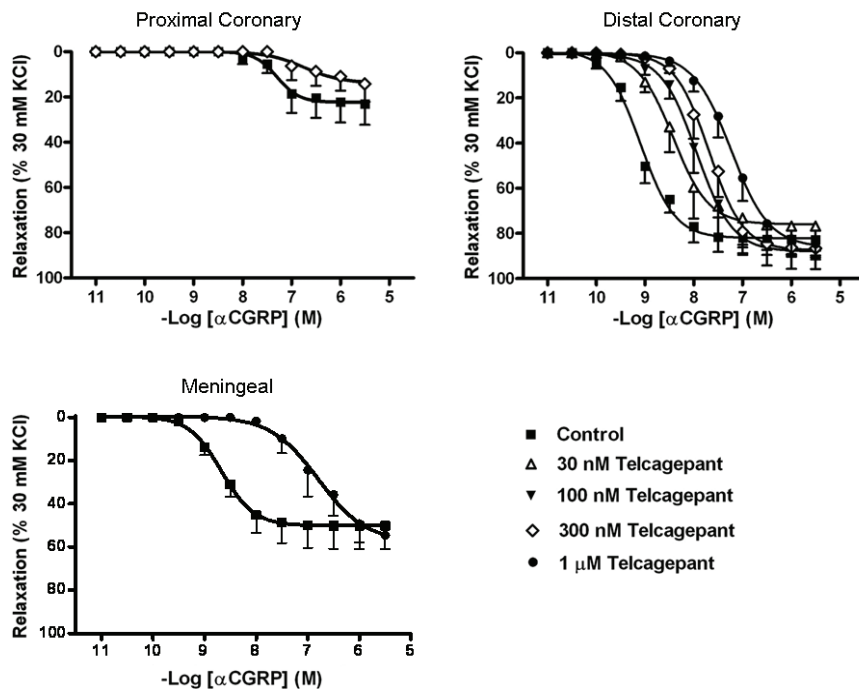 Proximal Coronary
Relaxation (% 30 mM KCl)
0
20
40
60
80
100
11 10 9 8 7 6 5
-Log [αCGRP] (M)
Distal Coronary
Relaxation (% 30 mM KCl)
0
20
40
60
80
100
11 10 9 8 7 6 5
-Log [αCGRP] (M)
Meningeal
Relaxation (% 30 mM KCl)
0
20
40
60
80
100
11 10 9 8 7 6 5
-Log [αCGRP] (M)
Control
30 nM Telcagepant
100 nM Telcagepant
300 nM Telcagepant
1 μM Telcagepant